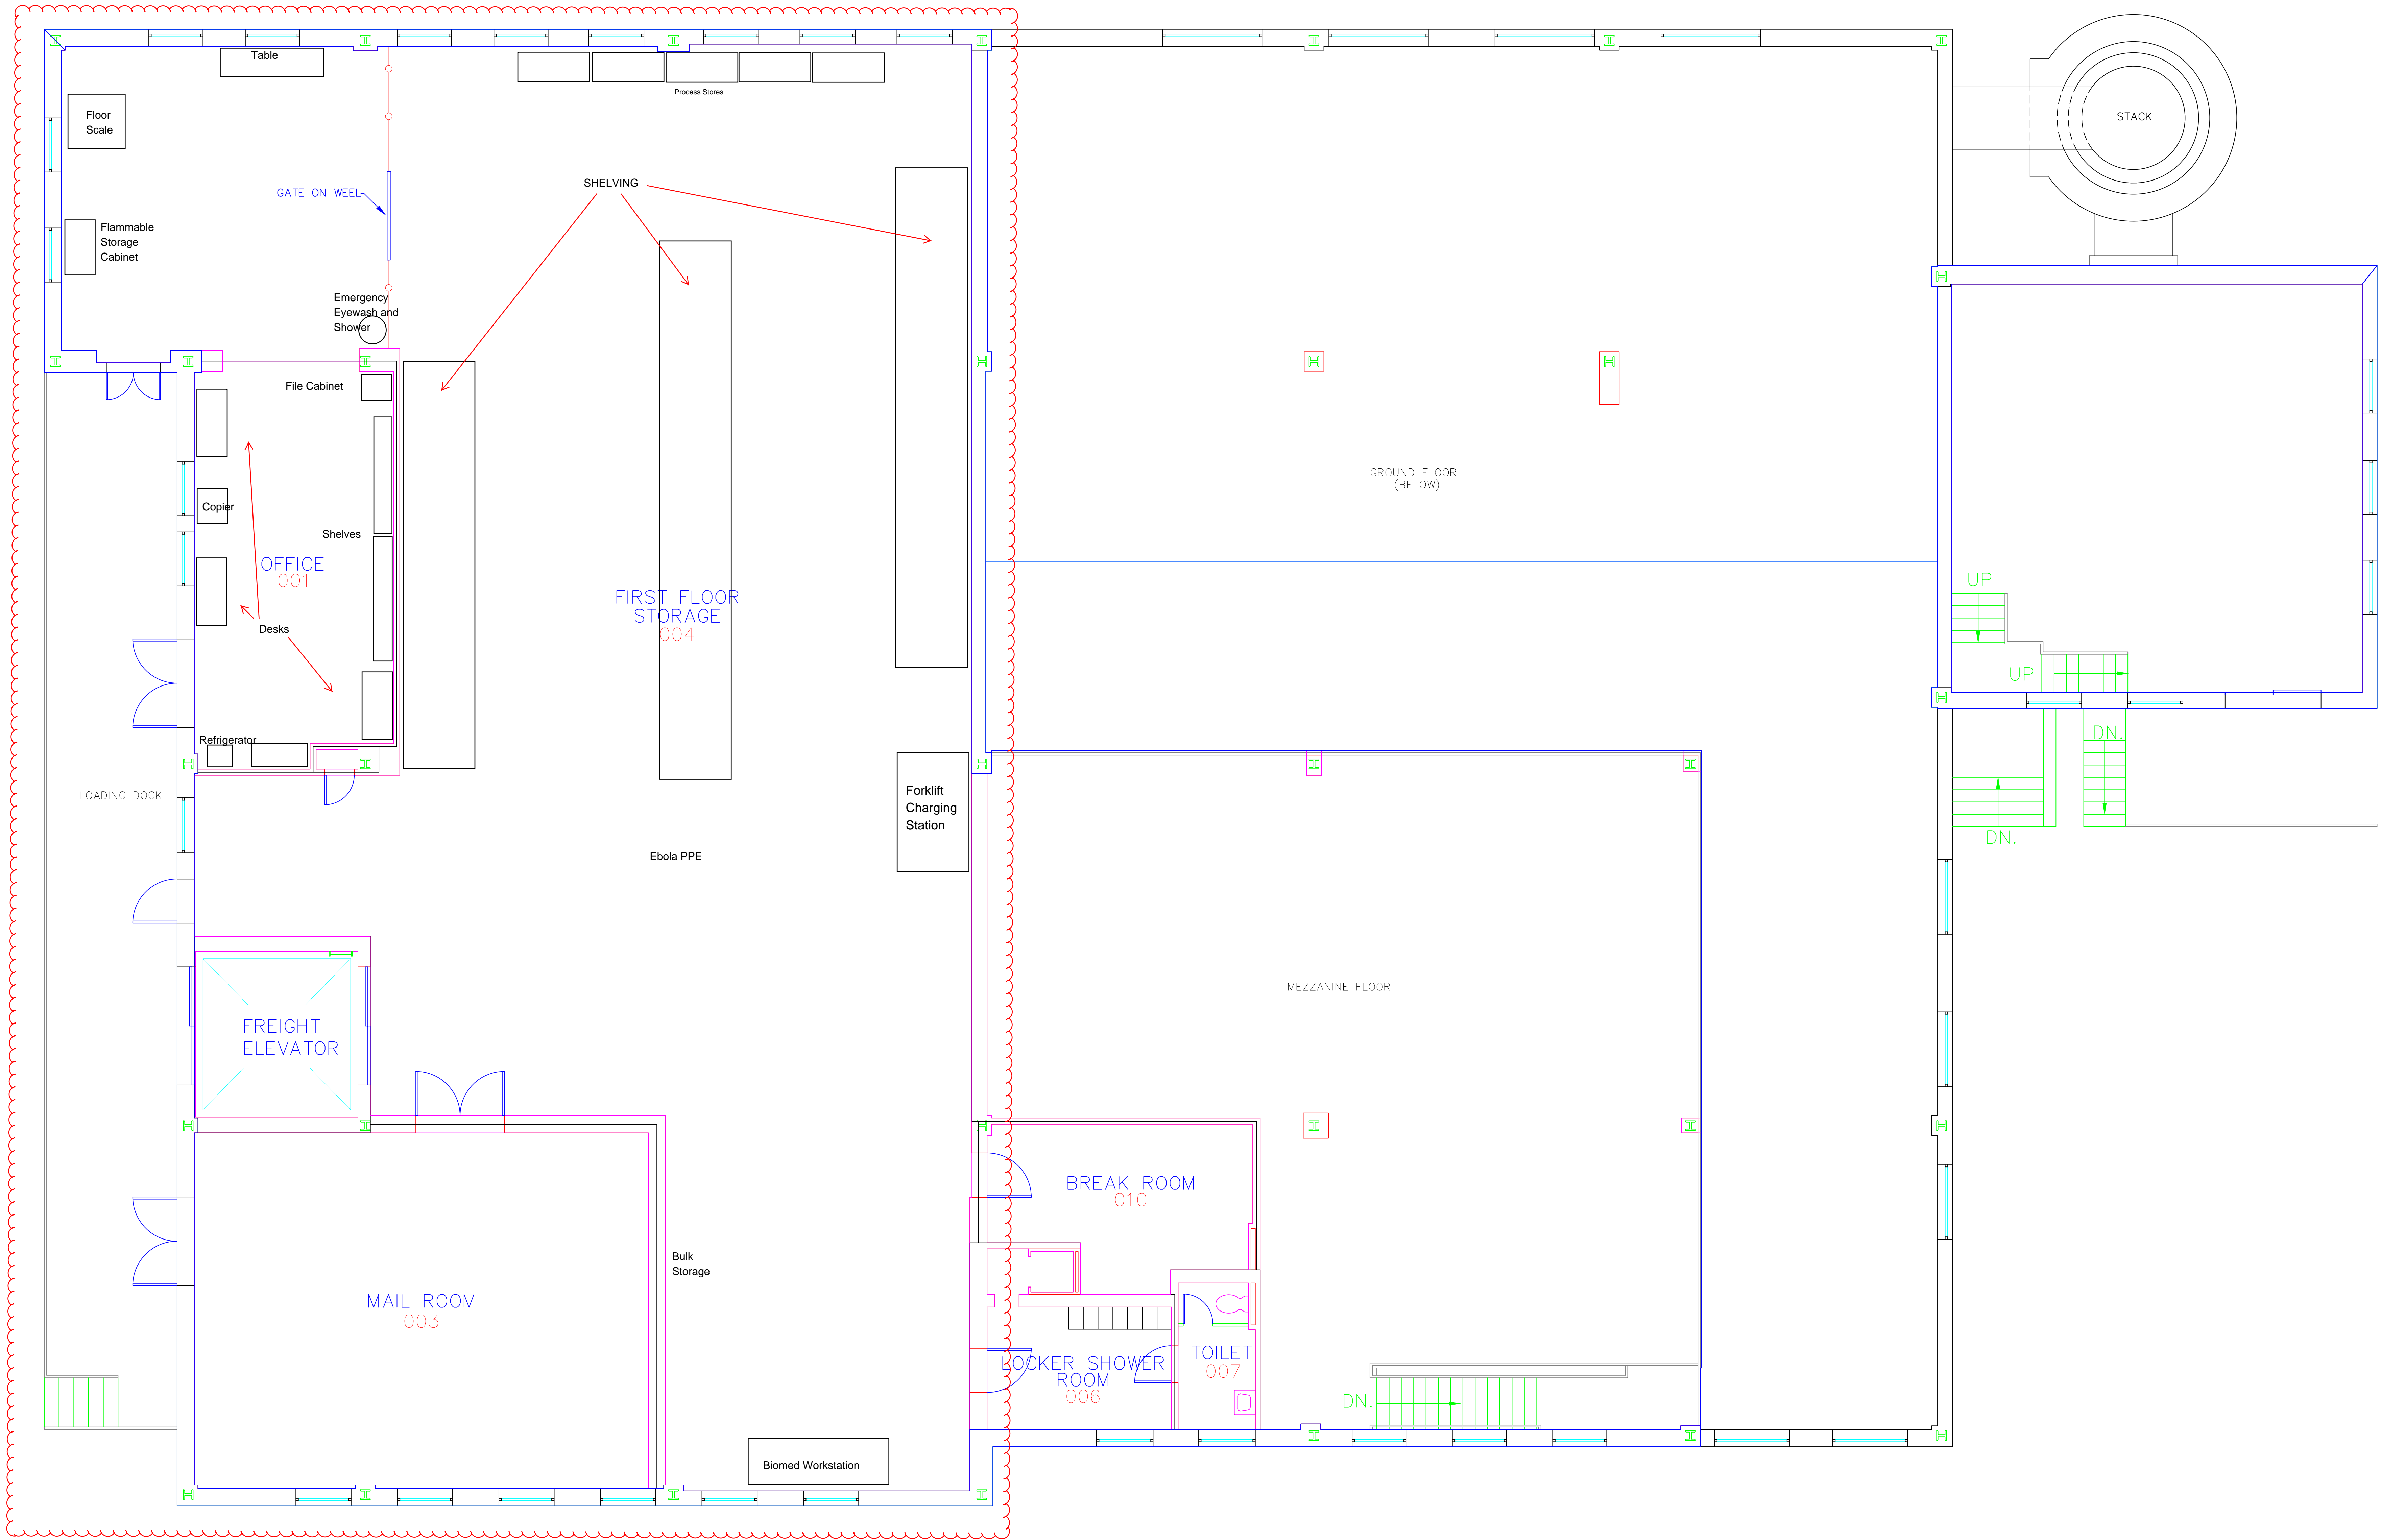 Table
Process Stores
Floor
Scale
STACK
SHELVING
GATE ON WEEL
Flammable
Storage
Cabinet
Emergency
Eyewash and
Shower
File Cabinet
GROUND FLOOR
(BELOW)
Copier
Shelves
OFFICE
001
FIRST FLOOR
STORAGE
004
UP
UP
Desks
Refrigerator
DN.
LOADING DOCK
Forklift
Charging
Station
DN.
Ebola PPE
MEZZANINE FLOOR
FREIGHT
ELEVATOR
BREAK ROOM
010
Bulk
Storage
MAIL ROOM
003
LOCKER SHOWER
ROOM
006
TOILET
007
DN.
Biomed Workstation